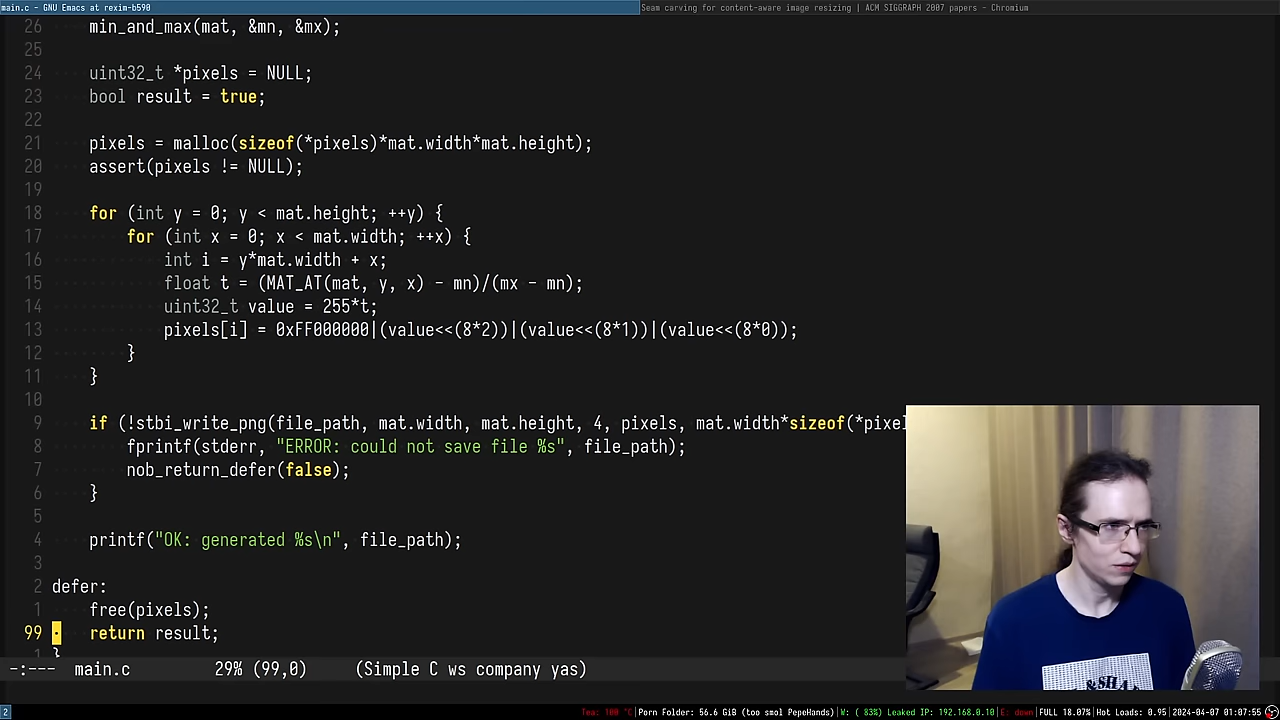 main.c - GNU Emacs at rexim-b590
Seam carving for content-aware image resizing | ACM SIGGRAPH 2007 papers - Chromium
26 min_and_max(mat, &mn, &mx);
25
24 uint32_t *pixels = NULL;
23 bool result = true;
22
21 pixels = malloc(sizeof(*pixels)*mat.width*mat.height);
20 assert(pixels != NULL);
19
18 for (int y = 0; y < mat.height; ++y) {
17 for (int x = 0; x < mat.width; ++x) {
16 int i = y*mat.width + x;
15 float t = (MAT_AT(mat, y, x) - mn)/(mx - mn);
14 uint32_t value = 255*t;
13 pixels[i] = 0xFF000000|(value<<(8*2))|(value<<(8*1))|(value<<(8*0));
12 }
11 }
10
9 if (!stbi_write_png(file_path, mat.width, mat.height, 4, pixels, mat.width*sizeof(*pixel
8 fprintf(stderr, "ERROR: could not save file %s", file_path);
7 nob_return_defer(false);
6 }
5
4 printf("OK: generated %s\n", file_path);
3
2 defer:
1 free(pixels);
99 return result;
1 }
-:--- main.c 29% (99,0) (Simple C ws company yas)
2
Tea: 100 °C|Porn Folder: 56.6 GiB (too smol PepeHands)|W: ( 83%) Leaked IP: 192.168.0.10|E: down|FULL 18.07%|Hot Loads: 0.95|2024-04-07 01:07:55